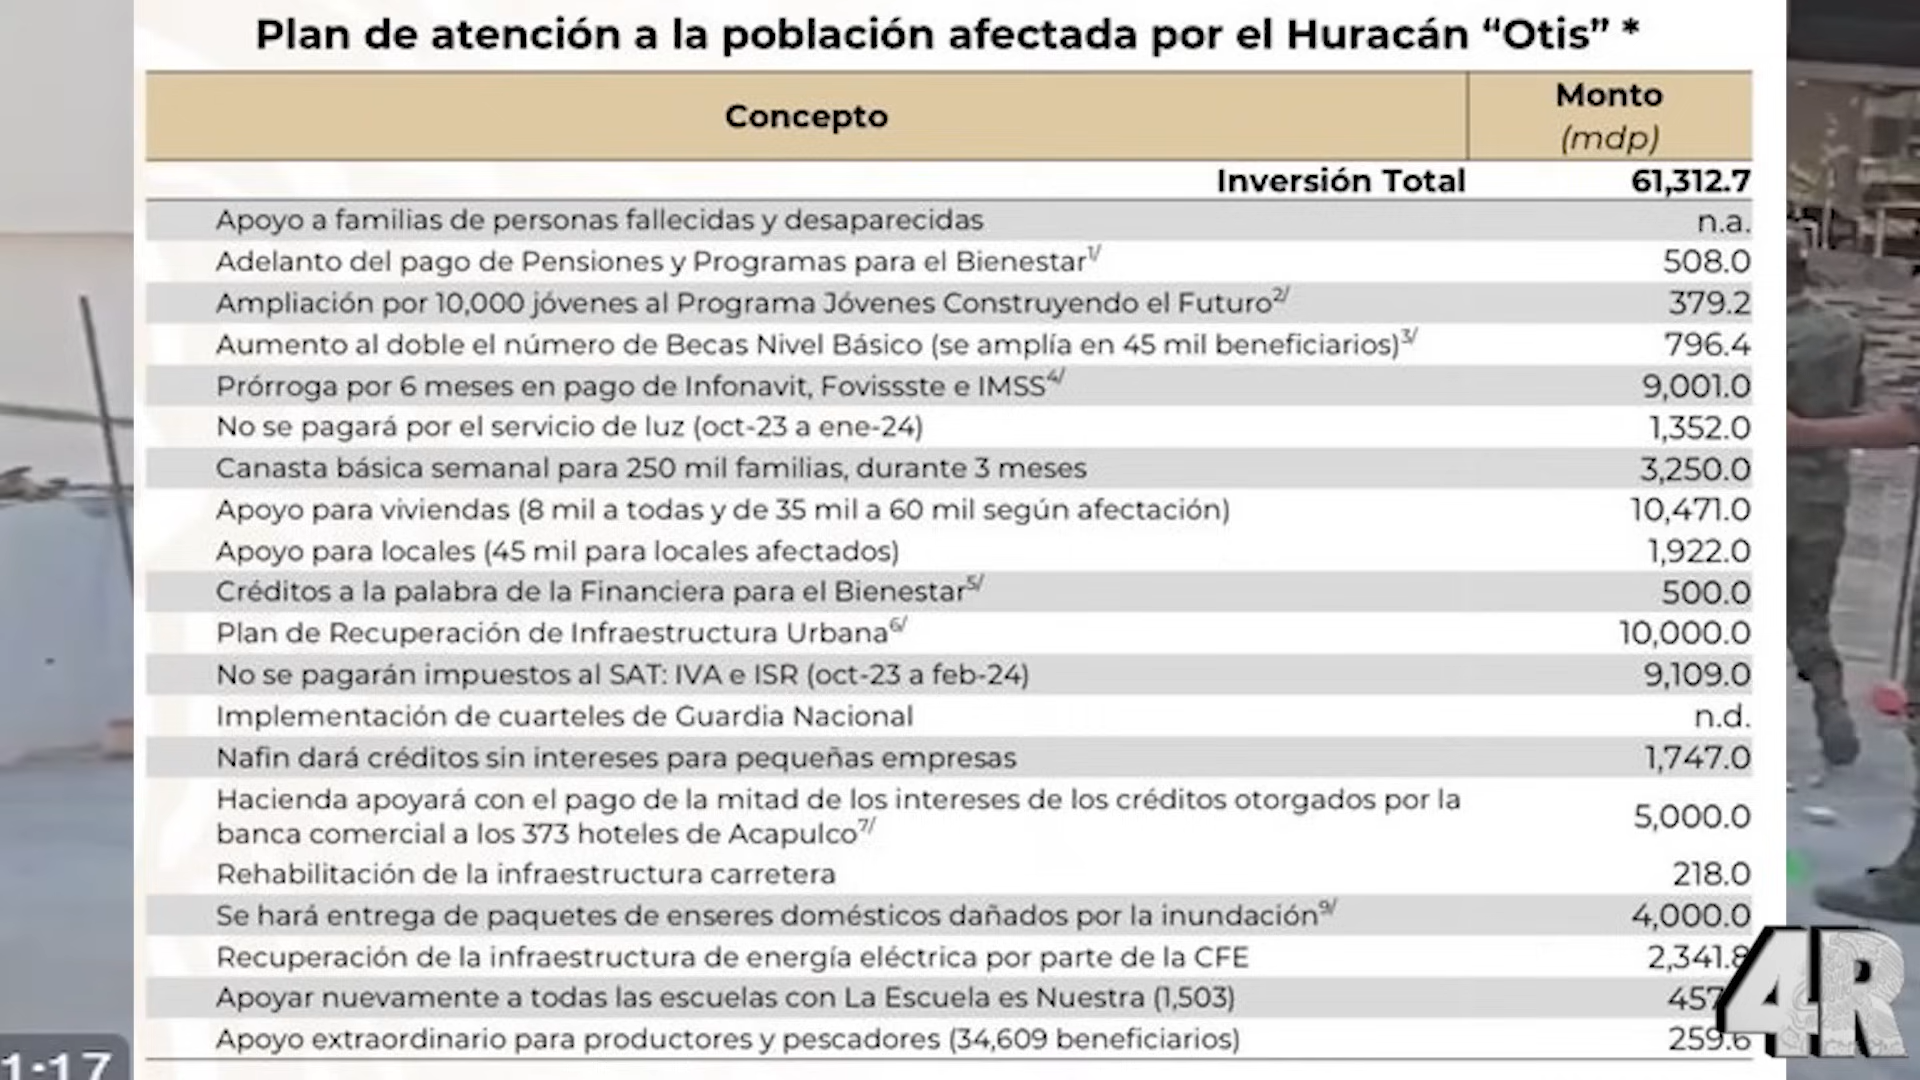 Plan de atención a la población afectada por el Huracán “Otis” *
Concepto
Monto
(mdp)
Inversión Total 61,312.7
Apoyo a familias de personas fallecidas y desaparecidas n.a.
Adelanto del pago de Pensiones y Programas para el Bienestar1/ 508.0
Ampliación por 10,000 jóvenes al Programa Jóvenes Construyendo el Futuro2/ 379.2
Aumento al doble el número de Becas Nivel Básico (se amplía en 45 mil beneficiarios)3/ 796.4
Prórroga por 6 meses en pago de Infonavit, Fovissste e IMSS4/ 9,001.0
No se pagará por el servicio de luz (oct-23 a ene-24) 1,352.0
Canasta básica semanal para 250 mil familias, durante 3 meses 3,250.0
Apoyo para viviendas (8 mil a todas y de 35 mil a 60 mil según afectación) 10,471.0
Apoyo para locales (45 mil para locales afectados) 1,922.0
Créditos a la palabra de la Financiera para el Bienestar5/ 500.0
Plan de Recuperación de Infraestructura Urbana6/ 10,000.0
No se pagarán impuestos al SAT: IVA e ISR (oct-23 a feb-24) 9,109.0
Implementación de cuarteles de Guardia Nacional n.d.
Nafin dará créditos sin intereses para pequeñas empresas 1,747.0
Hacienda apoyará con el pago de la mitad de los intereses de los créditos otorgados por la
banca comercial a los 373 hoteles de Acapulco7/ 5,000.0
Rehabilitación de la infraestructura carretera 218.0
Se hará entrega de paquetes de enseres domésticos dañados por la inundación9/ 4,000.0
Recuperación de la infraestructura de energía eléctrica por parte de la CFE 2,341.8
Apoyar nuevamente a todas las escuelas con La Escuela es Nuestra (1,503) 457
Apoyo extraordinario para productores y pescadores (34,609 beneficiarios) 259.6
4R
1:17